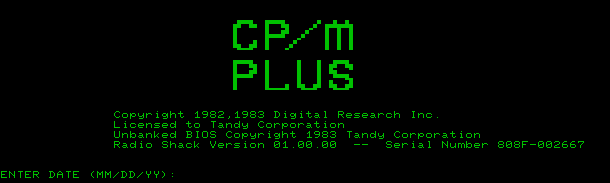 CP/M
PLUS
Copyright 1982,1983 Digital Research Inc.
Licensed to Tandy Corporation
Unbanked BIOS Copyright 1983 Tandy Corporation
Radio Shack Version 01.00.00  --  Serial Number 808F-002667
ENTER DATE (MM/DD/YY):